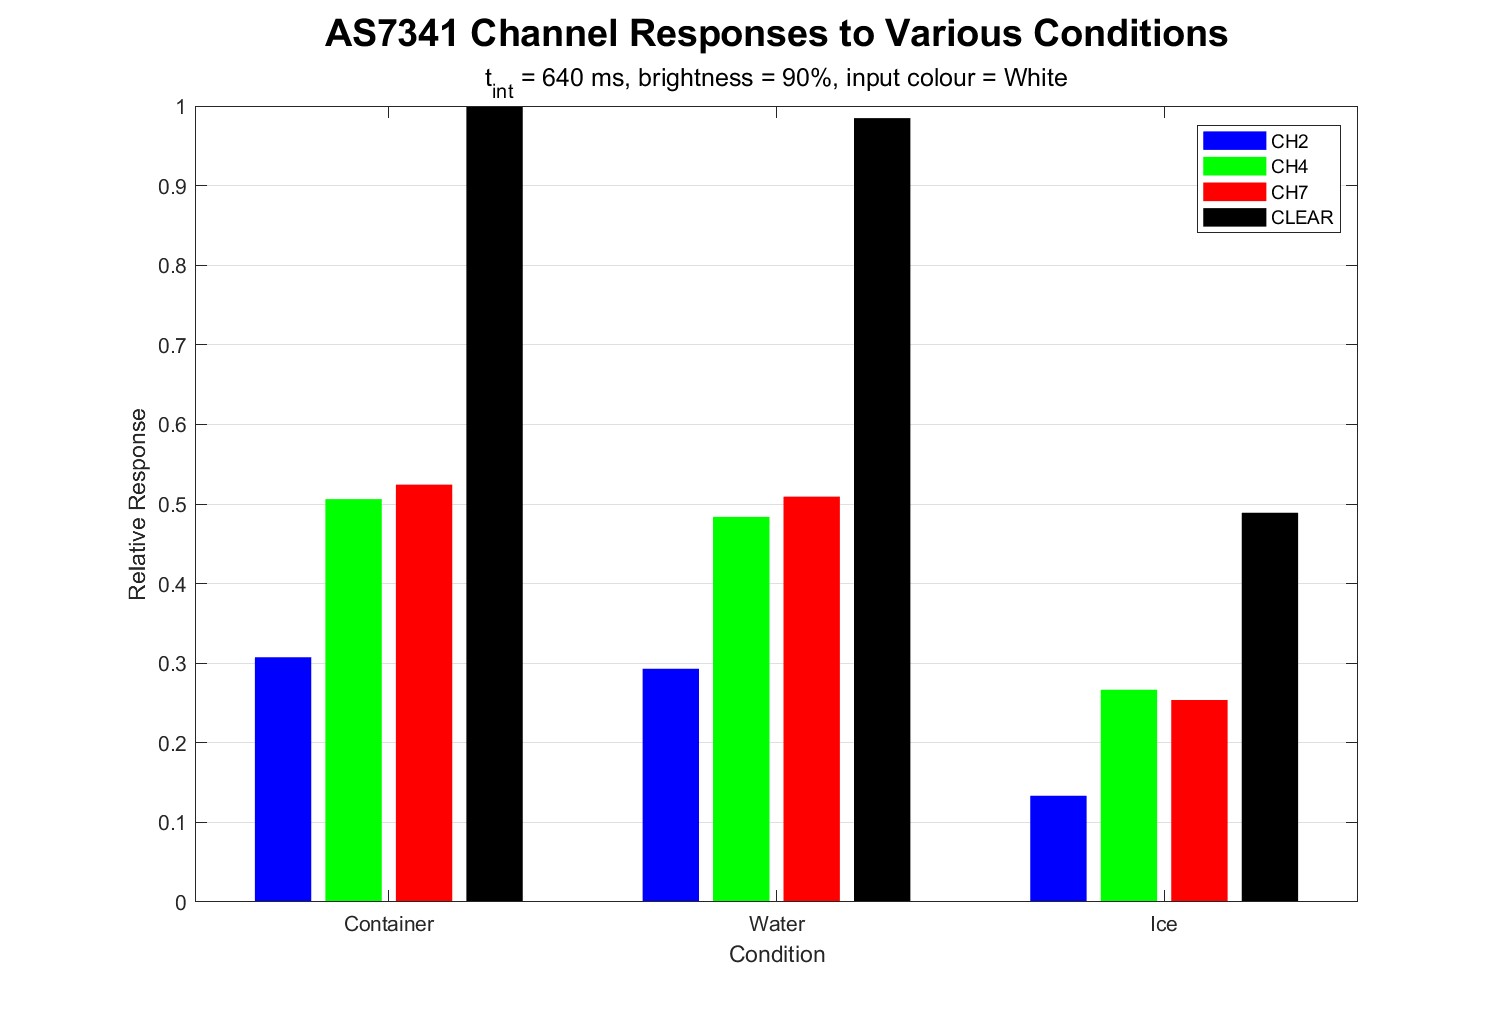 AS7341 Channel Responses to Various Conditions
t_int = 640 ms, brightness = 90%, input colour = White
1
0.9
0.8
0.7
0.6
0.5
0.4
0.3
0.2
0.1
0
Relative Response
CH2
CH4
CH7
CLEAR
Container
Water
Ice
Condition